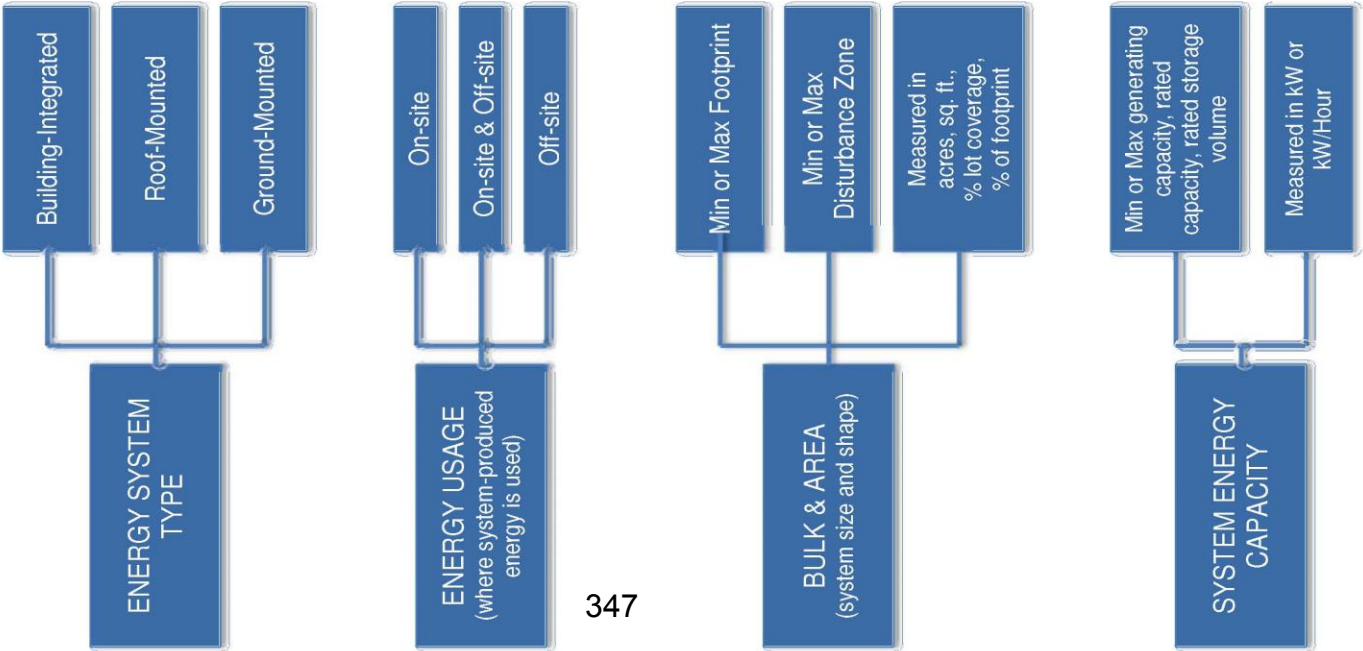 ENERGY SYSTEM
TYPE
Building-Integrated
Roof-Mounted
Ground-Mounted
ENERGY USAGE
(where system-produced
energy is used)
On-site
On-site & Off-site
Off-site
BULK & AREA
(system size and shape)
Min or Max Footprint
Min or Max
Disturbance Zone
Measured in
acres, sq. ft.,
% lot coverage,
% of footprint
SYSTEM ENERGY
CAPACITY
Min or Max generating
capacity, rated
capacity, rated storage
volume
Measured in kW or
kW/Hour
347